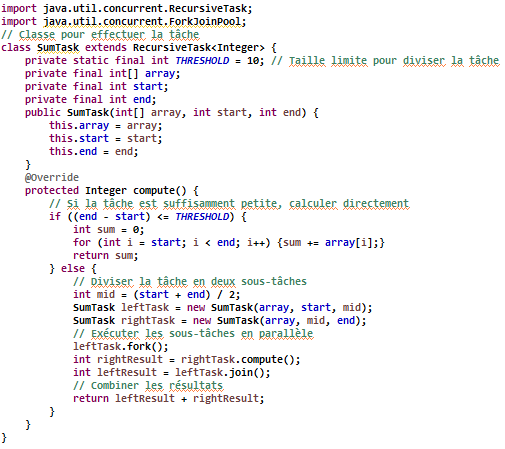 import java.util.concurrent.RecursiveTask;
import java.util.concurrent.ForkJoinPool;
// Classe pour effectuer la tâche
class SumTask extends RecursiveTask<Integer> {
    private static final int THRESHOLD = 10; // Taille limite pour diviser la tâche
    private final int[] array;
    private final int start;
    private final int end;
    public SumTask(int[] array, int start, int end) {
        this.array = array;
        this.start = start;
        this.end = end;
    }
    @Override
    protected Integer compute() {
        // Si la tâche est suffisamment petite, calculer directement
        if ((end - start) <= THRESHOLD) {
            int sum = 0;
            for (int i = start; i < end; i++) {sum += array[i];}
            return sum;
        } else {
            // Diviser la tâche en deux sous-tâches
            int mid = (start + end) / 2;
            SumTask leftTask = new SumTask(array, start, mid);
            SumTask rightTask = new SumTask(array, mid, end);
            // Exécuter les sous-tâches en parallèle
            leftTask.fork();
            int rightResult = rightTask.compute();
            int leftResult = leftTask.join();
            // Combiner les résultats
            return leftResult + rightResult;
        }
    }
}